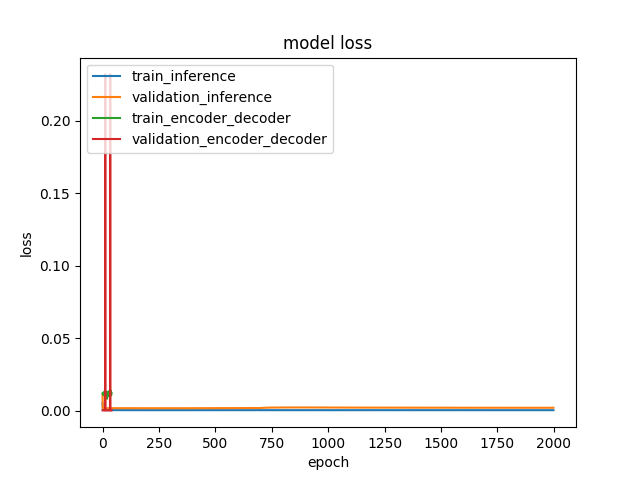 model loss
train_inference
validation_inference
train_encoder_decoder
validation_encoder_decoder
0.20
0.15
0.10
0.05
0.00
loss
0 250 500 750 1000 1250 1500 1750 2000
epoch